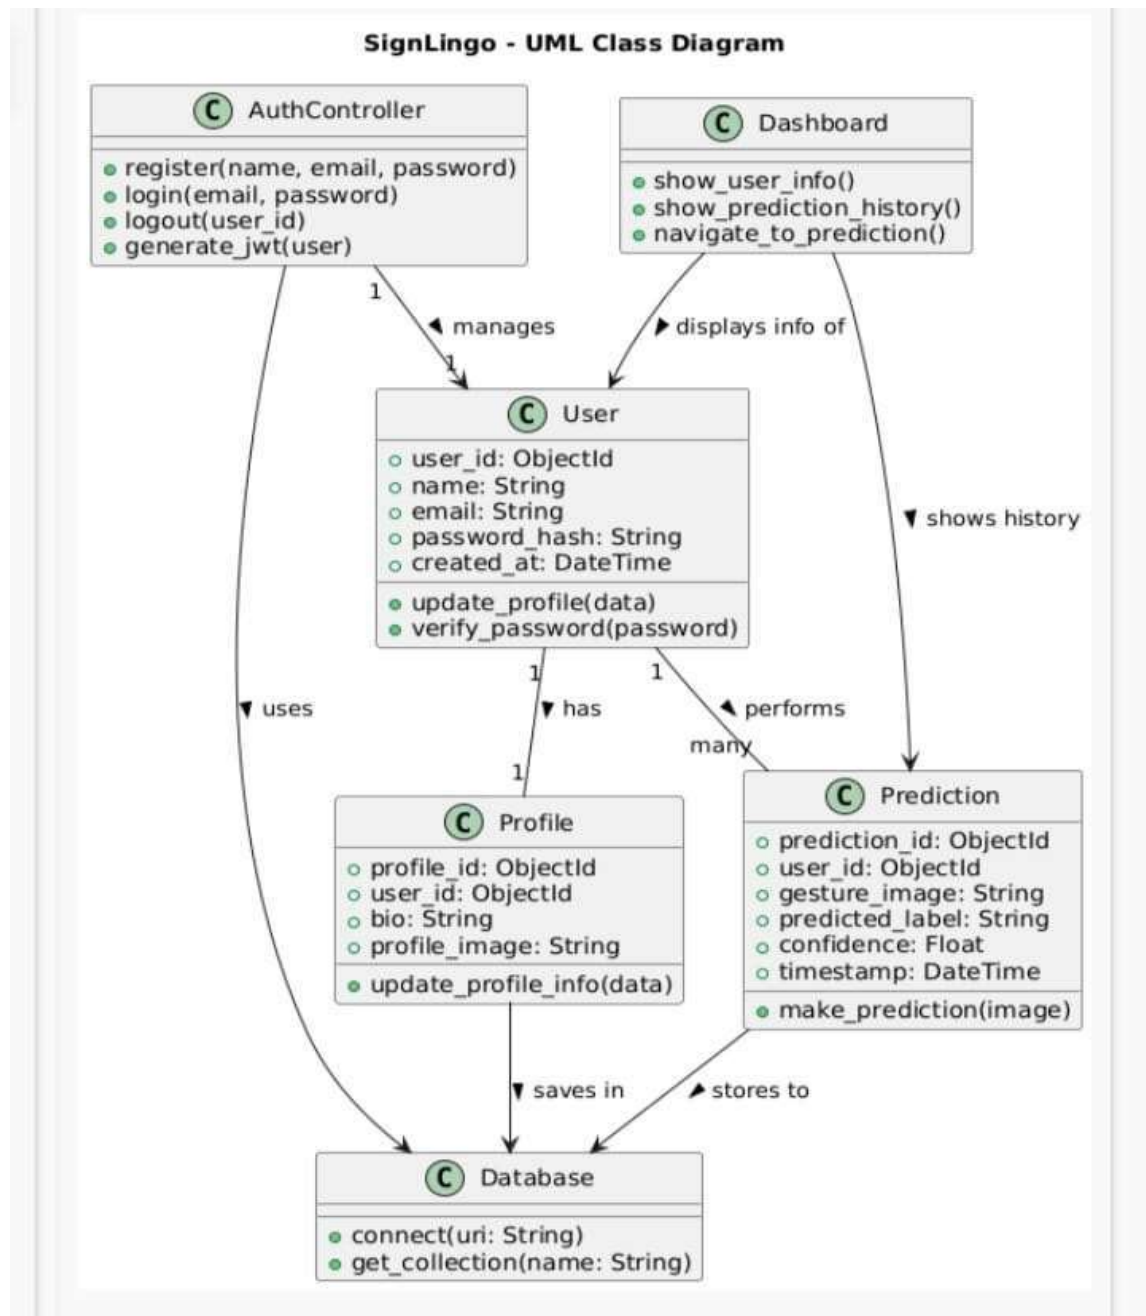 SignLingo - UML Class Diagram
C AuthController
register(name, email, password)
login(email, password)
logout(user_id)
generate_jwt(user)
C Dashboard
show_user_info()
show_prediction_history()
navigate_to_prediction()
1
manages
1
displays info of
C User
user_id: ObjectId
name: String
email: String
password_hash: String
created_at: DateTime
update_profile(data)
verify_password(password)
shows history
uses
1
has
1
1
performs
many
C Profile
profile_id: ObjectId
user_id: ObjectId
bio: String
profile_image: String
update_profile_info(data)
C Prediction
prediction_id: ObjectId
user_id: ObjectId
gesture_image: String
predicted_label: String
confidence: Float
timestamp: DateTime
make_prediction(image)
saves in
stores to
C Database
connect(uri: String)
get_collection(name: String)